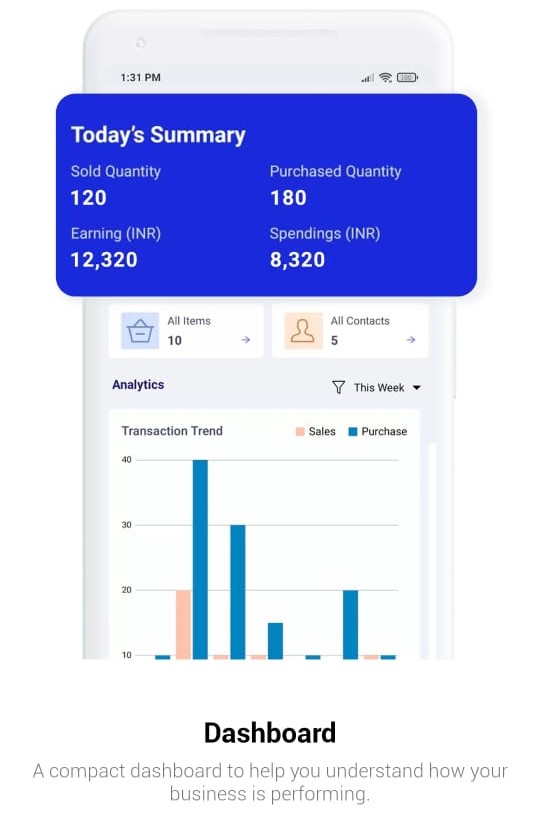 1:31 PM
100
Today's Summary
Sold Quantity Purchased Quantity
120 180
Earning (INR) Spendings (INR)
12,320 8,320
All Items All Contacts
10 5
Analytics This Week
Transaction Trend Sales Purchase
40
30
20
10
Dashboard
A compact dashboard to help you understand how your
business is performing.